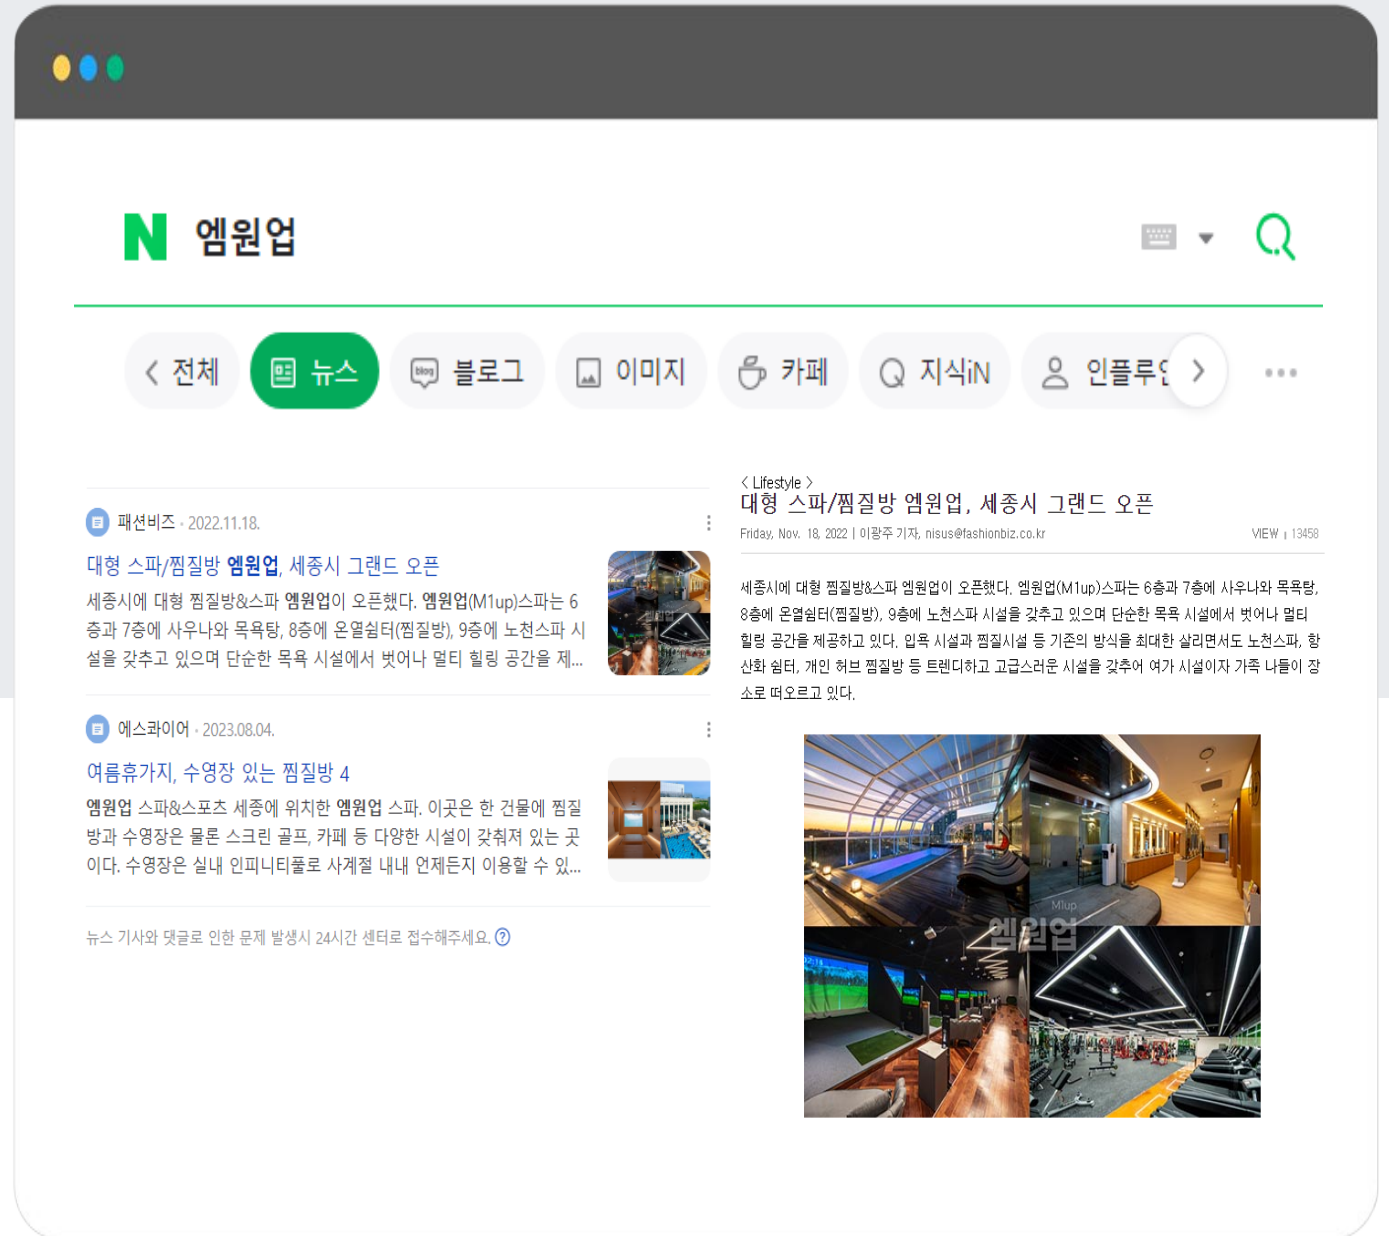 N 엠원업
전체 뉴스 blog 블로그 이미지 카페 지식iN 인플루언
패션비즈 · 2022.11.18.
대형 스파/찜질방 엠원업, 세종시 그랜드 오픈
세종시에 대형 찜질방&스파 엠원업이 오픈했다. 엠원업(M1up)스파는 6
층과 7층에 사우나와 목욕탕, 8층에 온열쉼터(찜질방), 9층에 노천스파 시
설을 갖추고 있으며 단순한 목욕 시설에서 벗어나 멀티 힐링 공간을 제...
에스콰이어 · 2023.08.04.
여름휴가지, 수영장 있는 찜질방 4
엠원업 스파&스포츠 세종에 위치한 엠원업 스파. 이곳은 한 건물에 찜질
방과 수영장은 물론 스크린 골프, 카페 등 다양한 시설이 갖춰져 있는 곳
이다. 수영장은 실내 인피니티풀로 사계절 내내 언제든지 이용할 수 있...
뉴스 기사와 댓글로 인한 문제 발생시 24시간 센터로 접수해주세요. ?
< Lifestyle >
대형 스파/찜질방 엠원업, 세종시 그랜드 오픈
Friday, Nov. 18, 2022 | 이광주 기자, nisus@fashionbiz.co.kr VIEW | 13458
세종시에 대형 찜질방&스파 엠원업이 오픈했다. 엠원업(M1up)스파는 6층과 7층에 사우나와 목욕탕,
8층에 온열쉼터(찜질방), 9층에 노천스파 시설을 갖추고 있으며 단순한 목욕 시설에서 벗어나 멀티
힐링 공간을 제공하고 있다. 입욕 시설과 찜질시설 등 기존의 방식을 최대한 살리면서도 노천스파, 항
산화 쉼터, 개인 허브 찜질방 등 트렌디하고 고급스러운 시설을 갖추어 여가 시설이자 가족 나들이 장
소로 떠오르고 있다.
M1up
엠원업